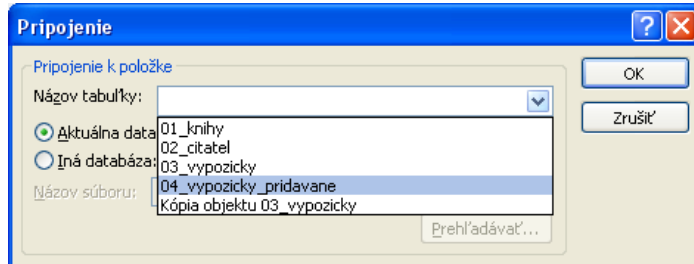 Pripojenie
Pripojenie k položke
OK
Názov tabuľky:
Zrušiť
Aktuálna data
01_knihy
02_citatel
Iná databáza:
03_vypozicky
04_vypozicky_pridavane
Názov súboru:
Kópia objektu 03_vypozicky
Prehľadávať...